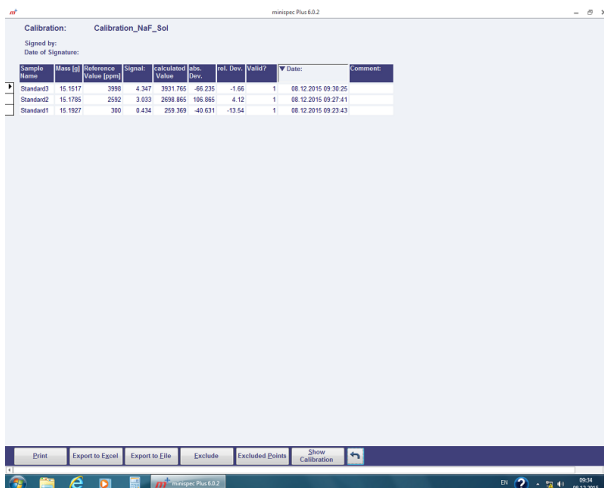 minispec Plus 6.0.2
Calibration: Calibration_NaF_Sol
Signed by:
Date of Signature:
Sample Name Mass [g] Reference Value [ppm] Signal: calculated Value abs. Dev. rel. Dev. Valid? ▼ Date: Comment:
Standard3 15.1517 3998 4.347 3931.765 -66.235 -1.66 1 08.12.2015 09:30:25
Standard2 15.1785 2592 3.033 2698.865 106.865 4.12 1 08.12.2015 09:27:41
Standard1 15.1927 300 0.434 259.369 -40.631 -13.54 1 08.12.2015 09:23:43
Print Export to Excel Export to File Exclude Excluded Points Show Calibration
minispec Plus 6.0.2 EN 09:34
08.12.2015